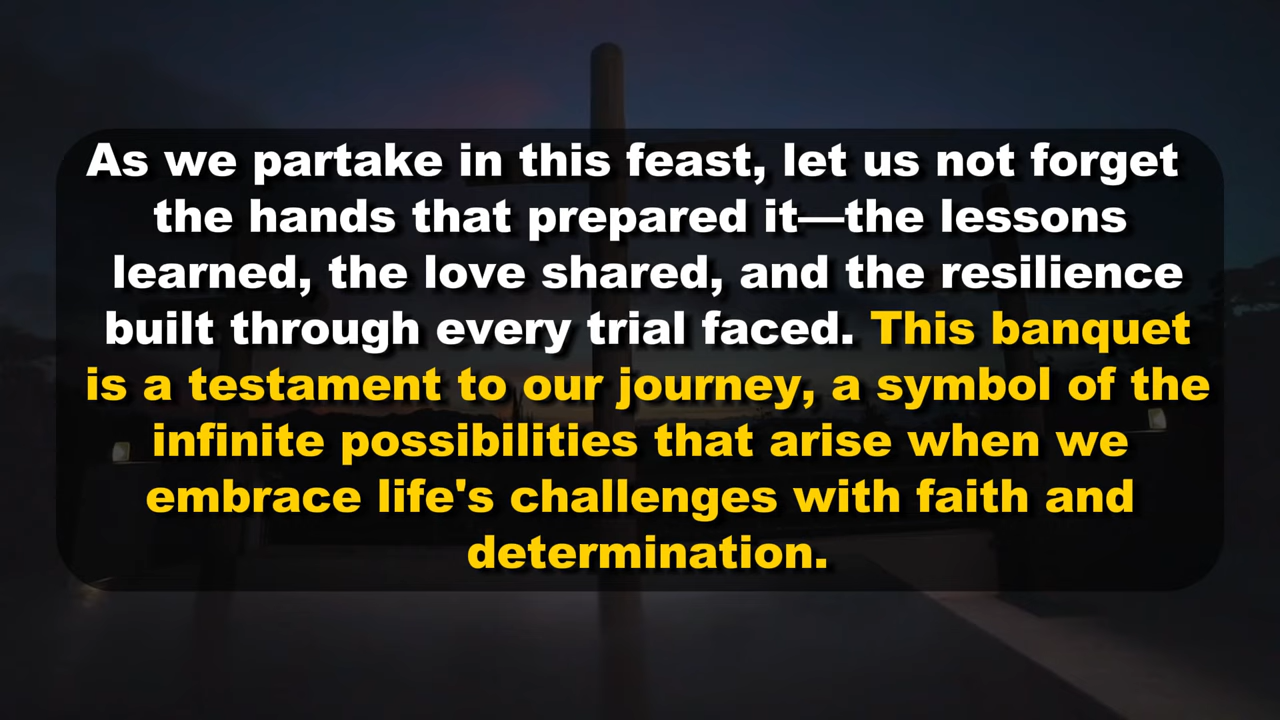 As we partake in this feast, let us not forget
the hands that prepared it—the lessons
learned, the love shared, and the resilience
built through every trial faced. This banquet
is a testament to our journey, a symbol of the
infinite possibilities that arise when we
embrace life's challenges with faith and
determination.